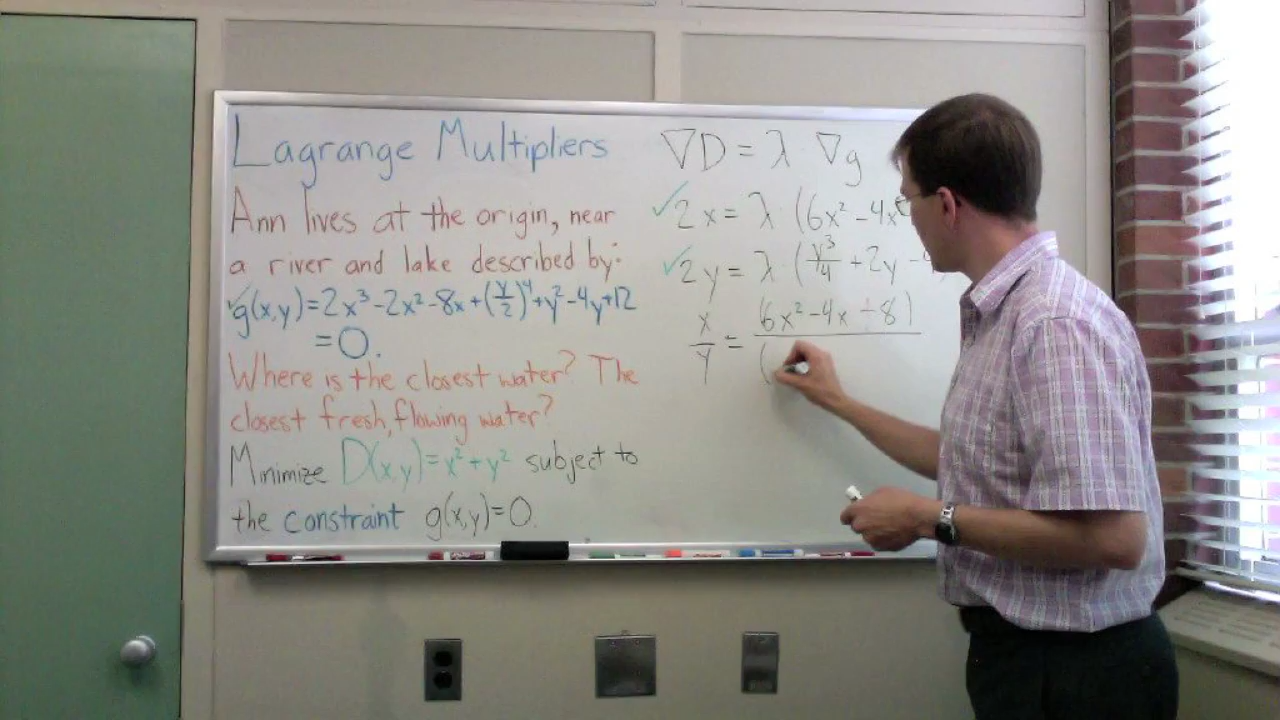 Lagrange Multipliers
Ann lives at the origin, near
a river and lake described by:
✓g(x,y)=2x³-2x²-8x+(y/2)⁴+y²-4y+12
=0.
Where is the closest water? The
closest fresh, flowing water?
Minimize D(x,y)=x²+y² subject to
the constraint g(x,y)=0.
∇D = λ ∇g
✓2x = λ (6x² -4x
✓2y = λ (y³/4 +2y -
x/y = (6x²-4x-8) / (